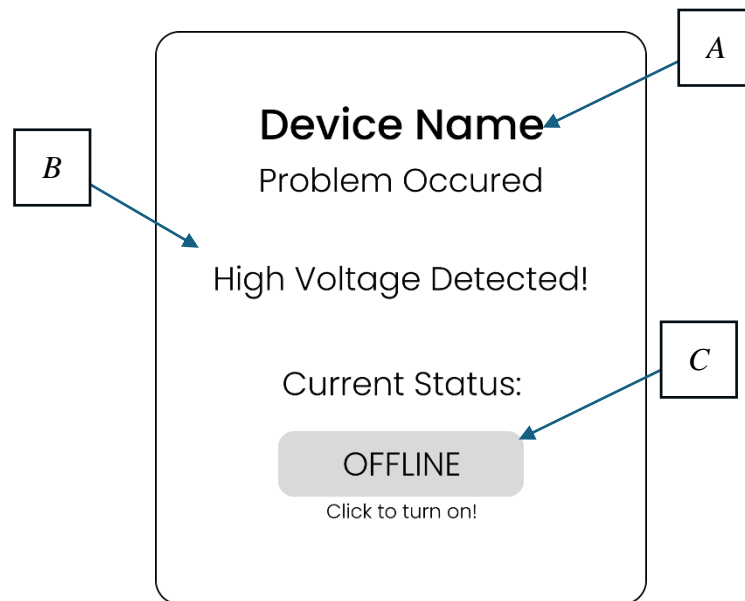 A
Device Name
B
Problem Occured
High Voltage Detected!
C
Current Status:
OFFLINE
Click to turn on!